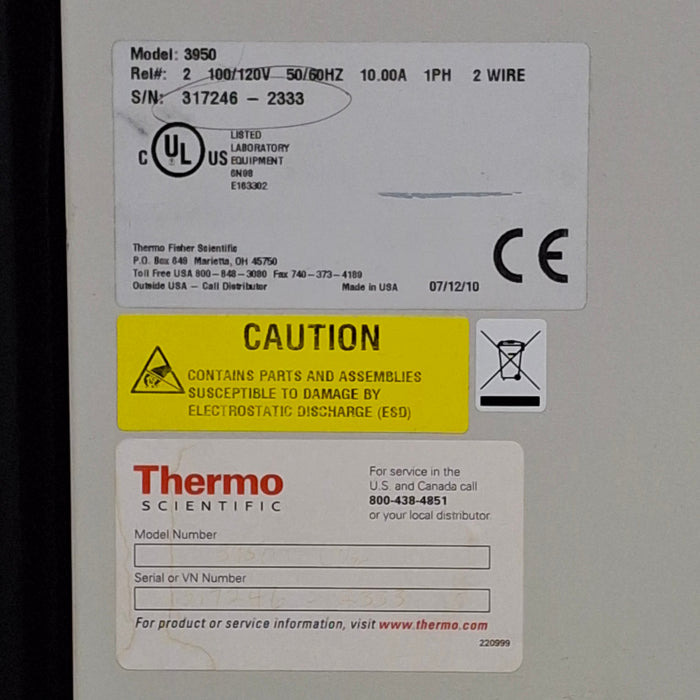 Model: 3950
Rel#: 2 100/120V 50/60HZ 10.00A 1PH 2 WIRE
S/N: 317246 - 2333
C UL US
LISTED
LABORATORY
EQUIPMENT
6N98
E163302
Thermo Fisher Scientific
P.O. Box 649 Marietta, OH 45750
Toll Free USA 800-848-3080 Fax 740-373-4189
Outside USA - Call Distributor Made in USA 07/12/10
CE
CAUTION
CONTAINS PARTS AND ASSEMBLIES
SUSCEPTIBLE TO DAMAGE BY
ELECTROSTATIC DISCHARGE (ESD)
Thermo
SCIENTIFIC
For service in the
U.S. and Canada call
800-438-4851
or your local distributor.
Model Number
Serial or VN Number
For product or service information, visit www.thermo.com
220999